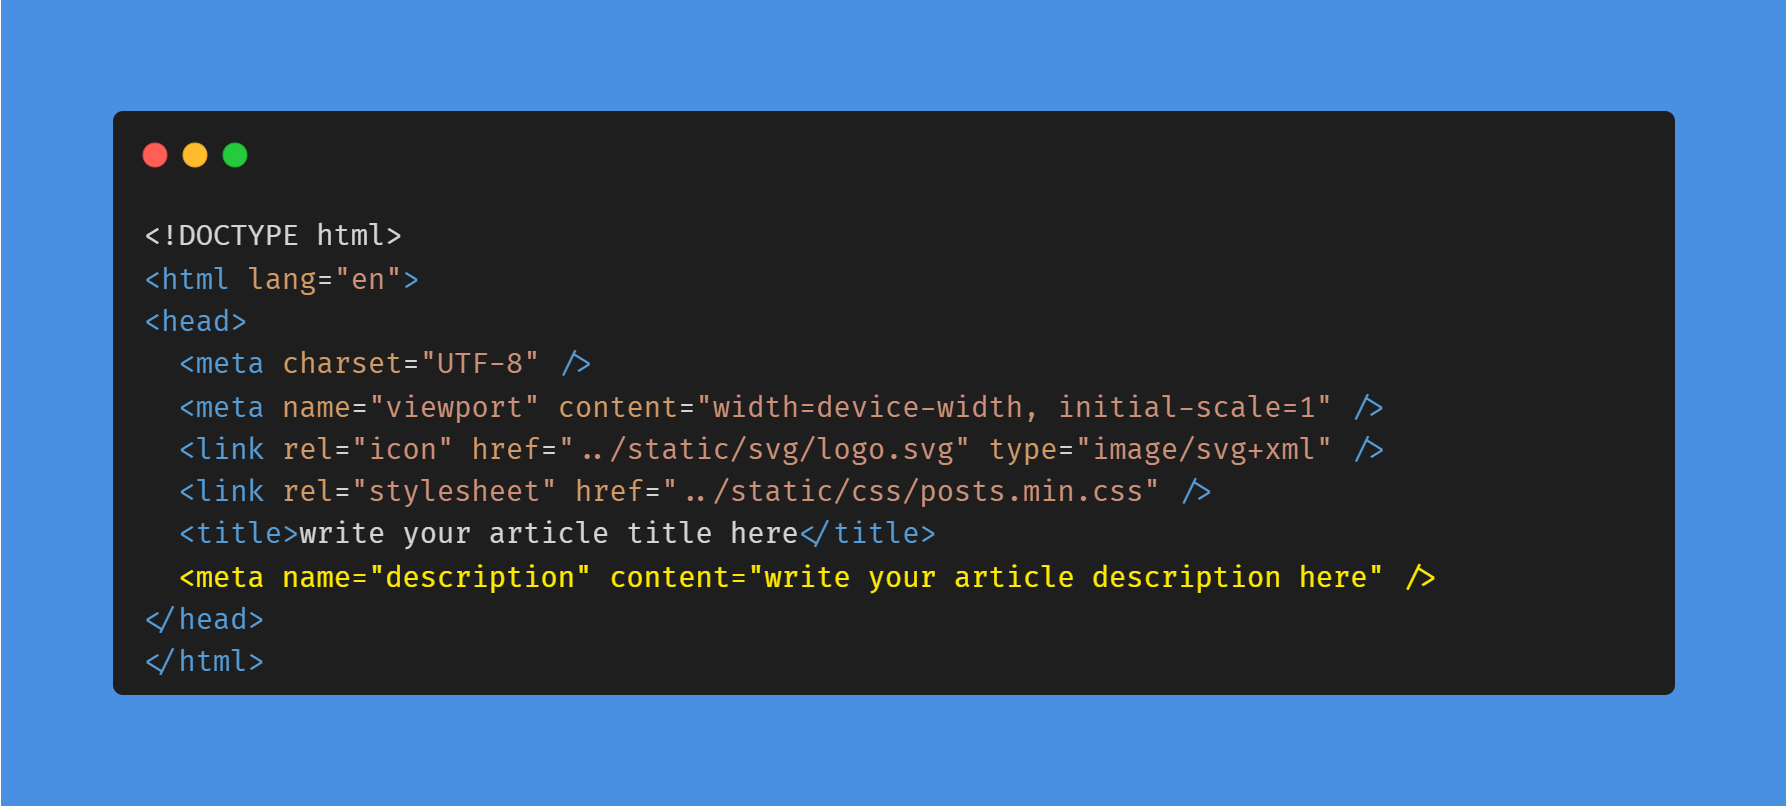 <!DOCTYPE html>
<html lang="en">
<head>
  <meta charset="UTF-8" />
  <meta name="viewport" content="width=device-width, initial-scale=1" />
  <link rel="icon" href="../static/svg/logo.svg" type="image/svg+xml" />
  <link rel="stylesheet" href="../static/css/posts.min.css" />
  <title>write your article title here</title>
  <meta name="description" content="write your article description here" />
</head>
</html>